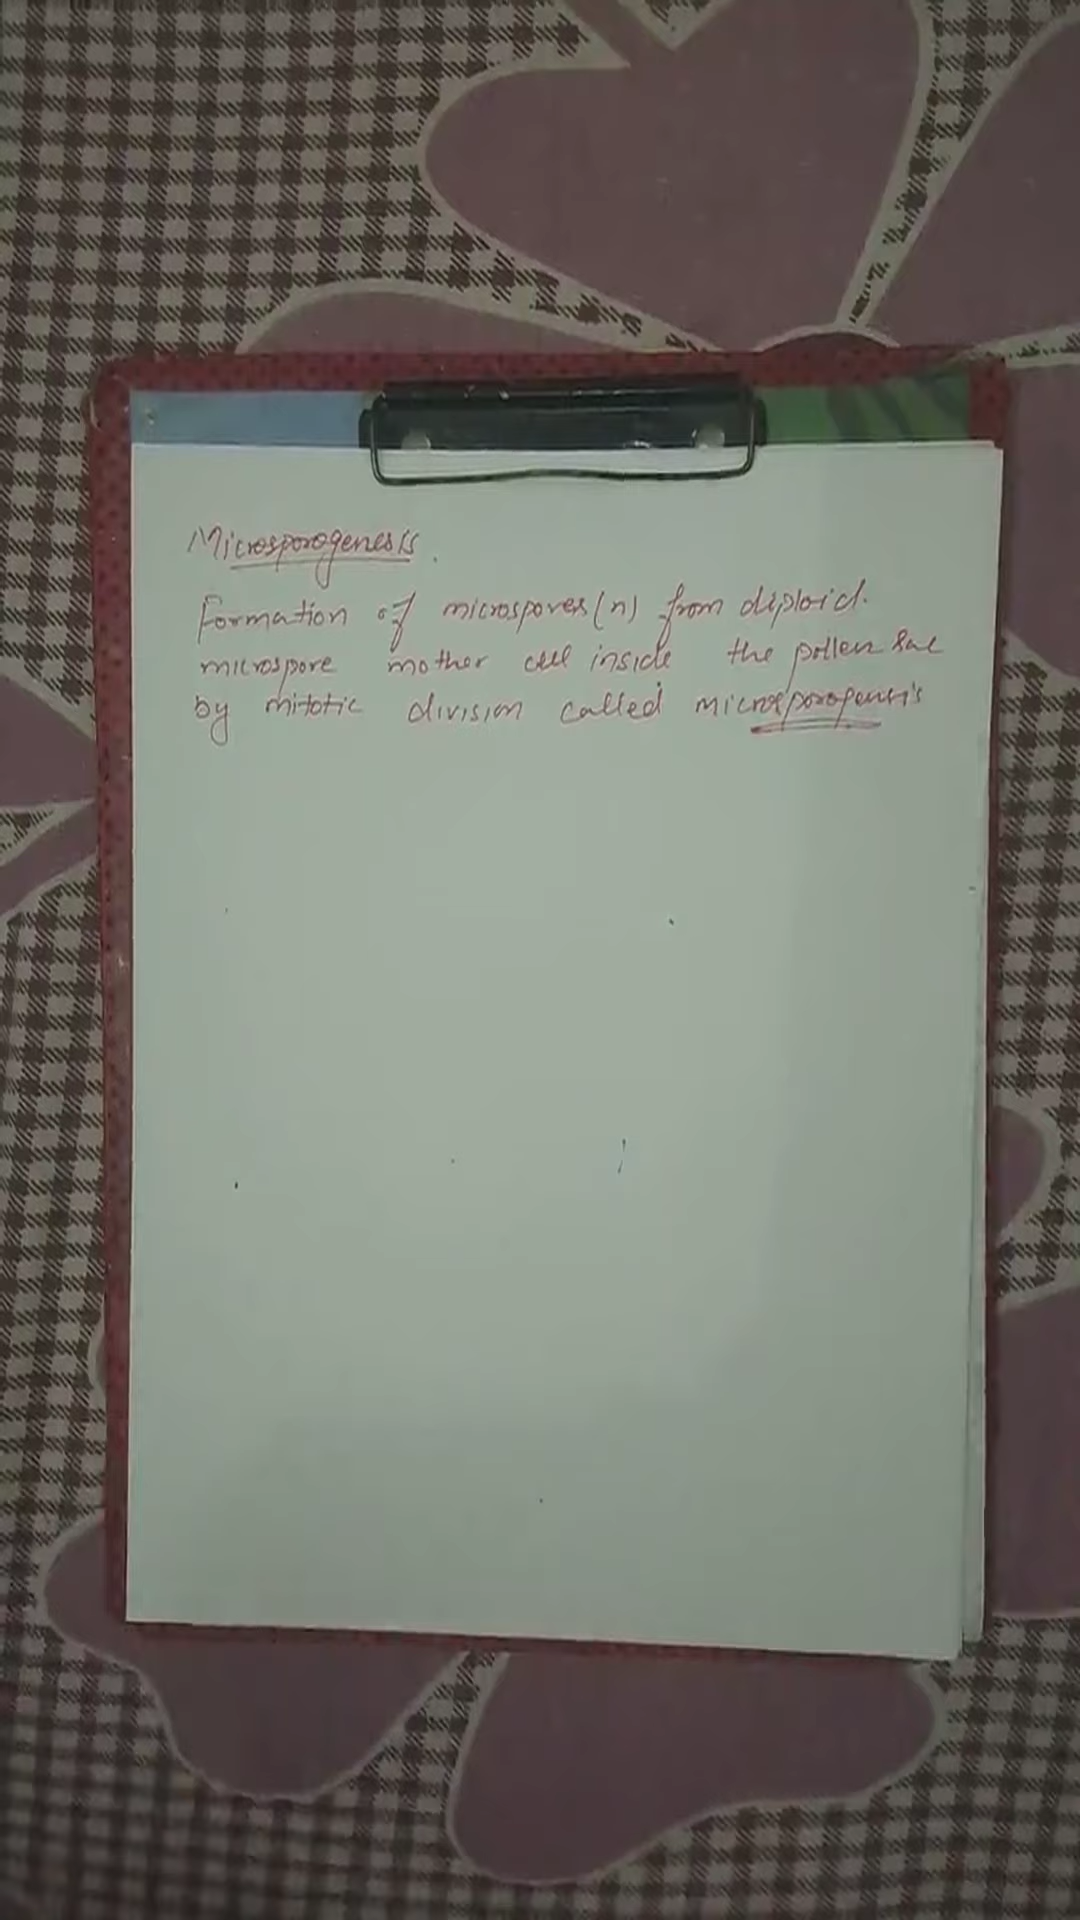 Microsporogenesis.
Formation of microspores (n) from diploid.
microspore mother cell inside the pollen sac
by mitotic division called microsporogenesis